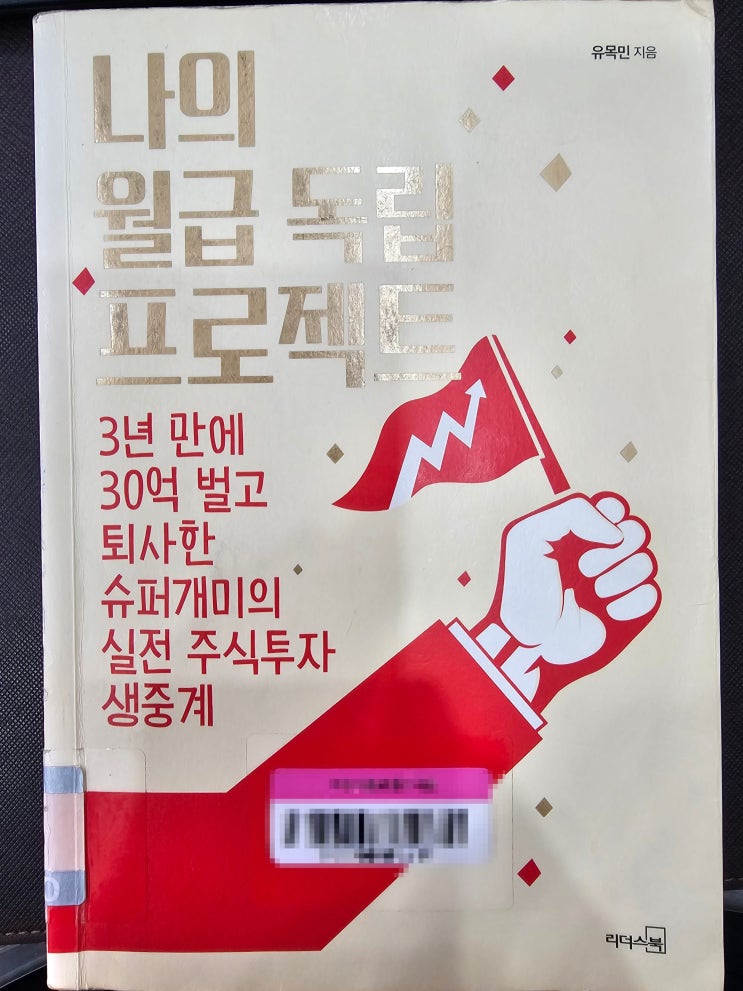 유목민 지음
나의
월급 독립
프로젝트
3년 만에
30억 벌고
퇴사한
슈퍼개미의
실전 주식투자
생중계
리더스북